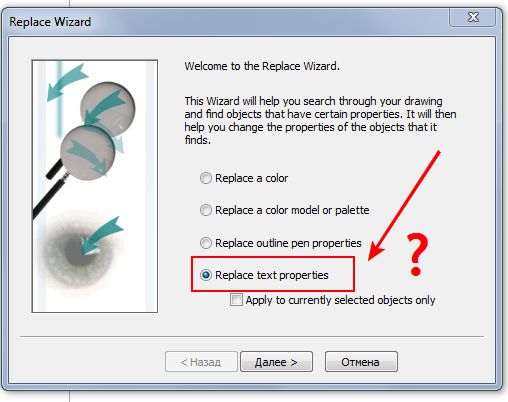 Replace Wizard
Welcome to the Replace Wizard.
This Wizard will help you search through your drawing
and find objects that have certain properties. It will then
help you change the properties of the objects that it
finds.
Replace a color
Replace a color model or palette
Replace outline pen properties
Replace text properties
?
Apply to currently selected objects only
< Назад
Далее >
Отмена